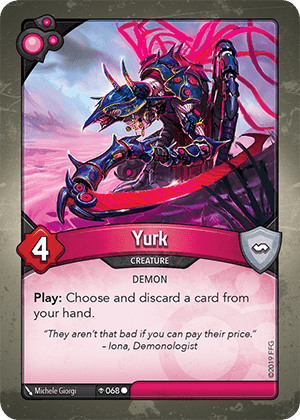 4
Yurk
CREATURE
DEMON
Play: Choose and discard a card from
your hand.
"They aren't that bad if you can pay their price."
– Iona, Demonologist
Michele Giorgi
068
©2019 FFG